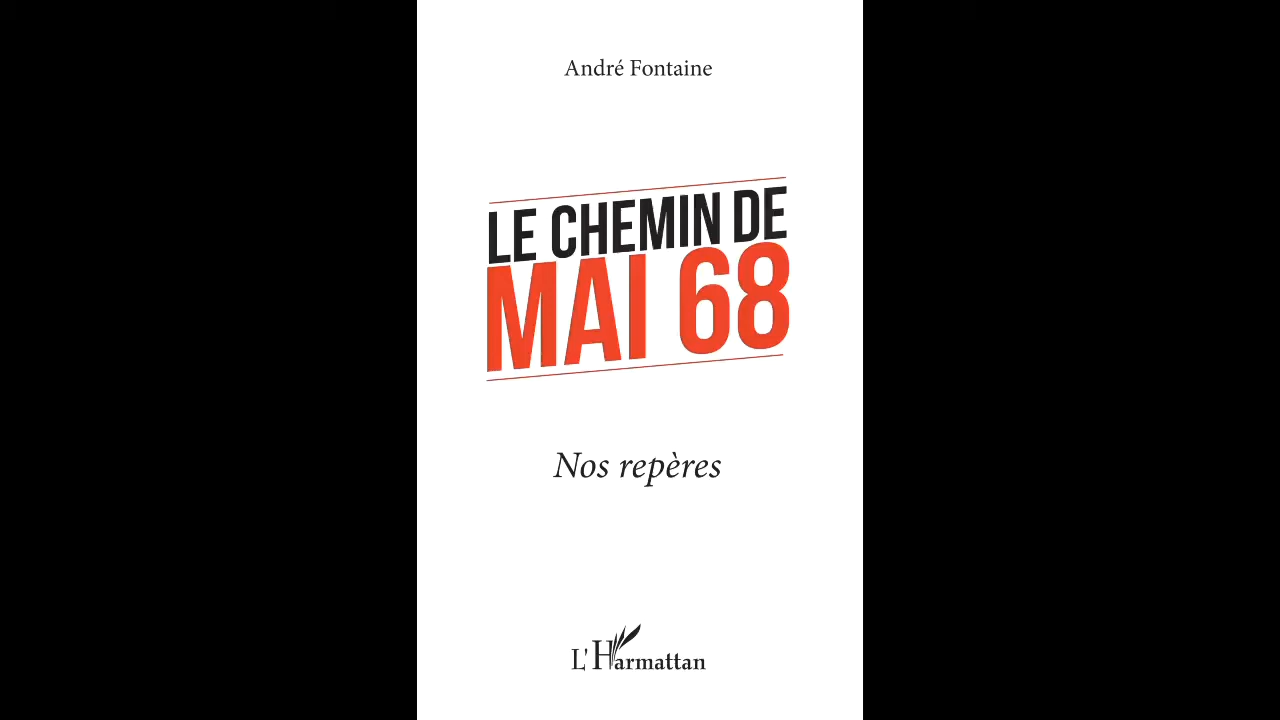 André Fontaine
LE CHEMIN DE
MAI 68
Nos repères
L'Harmattan